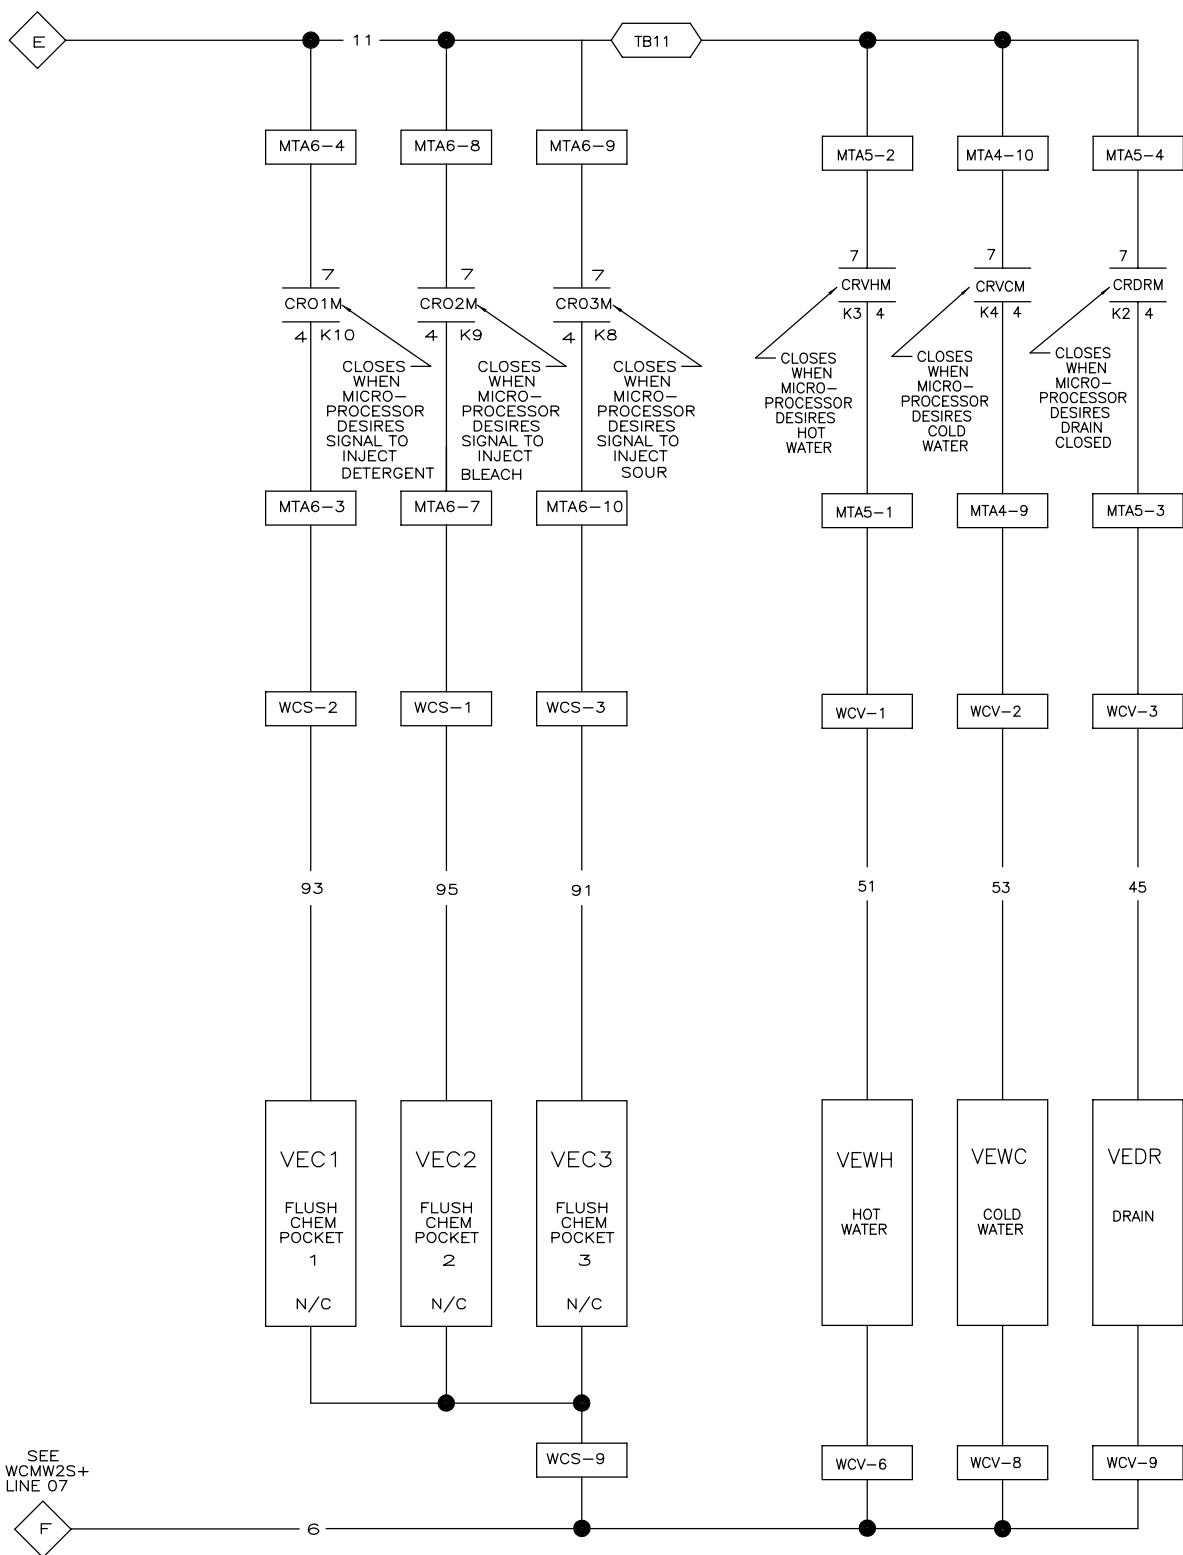 E
11
TB11
MTA6-4
MTA6-8
MTA6-9
MTA5-2
MTA4-10
MTA5-4
7
CR01M
4 K10
CLOSES
WHEN
MICRO-
PROCESSOR
DESIRES
SIGNAL TO
INJECT
DETERGENT
7
CR02M
4 K9
CLOSES
WHEN
MICRO-
PROCESSOR
DESIRES
SIGNAL TO
INJECT
BLEACH
7
CR03M
4 K8
CLOSES
WHEN
MICRO-
PROCESSOR
DESIRES
SIGNAL TO
INJECT
SOUR
7
CRVHM
K3 4
CLOSES
WHEN
MICRO-
PROCESSOR
DESIRES
HOT
WATER
7
CRVCM
K4 4
CLOSES
WHEN
MICRO-
PROCESSOR
DESIRES
COLD
WATER
7
CRDRM
K2 4
CLOSES
WHEN
MICRO-
PROCESSOR
DESIRES
DRAIN
CLOSED
MTA6-3
MTA6-7
MTA6-10
MTA5-1
MTA4-9
MTA5-3
WCS-2
WCS-1
WCS-3
WCV-1
WCV-2
WCV-3
93
95
91
51
53
45
VEC1
FLUSH
CHEM
POCKET
1
N/C
VEC2
FLUSH
CHEM
POCKET
2
N/C
VEC3
FLUSH
CHEM
POCKET
3
N/C
VEWH
HOT
WATER
VEWC
COLD
WATER
VEDR
DRAIN
WCS-9
WCV-6
WCV-8
WCV-9
SEE
WCMW2S+
LINE 07
F
6